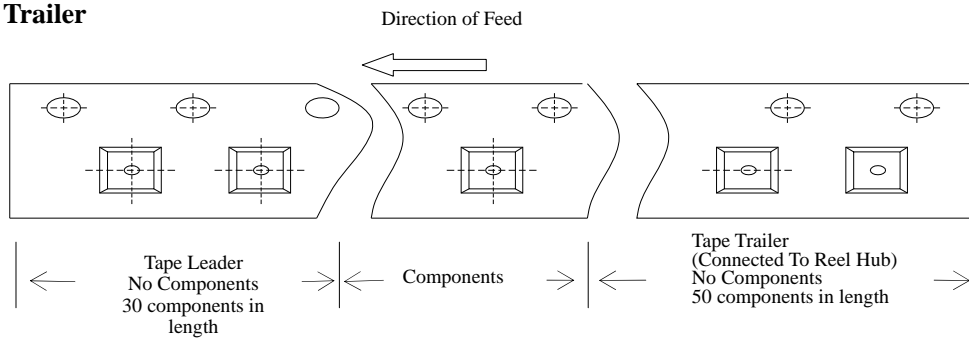 Trailer
Direction of Feed
Tape Leader
No Components
30 components in
length
Components
Tape Trailer
(Connected To Reel Hub)
No Components
50 components in length